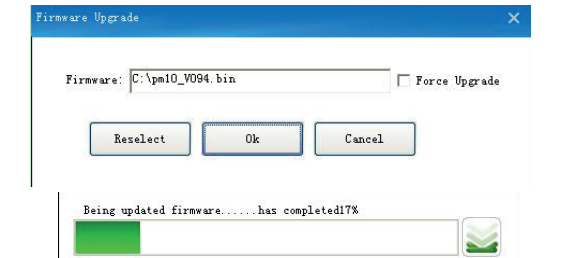 Firmware Upgrade
Firmware: C:\pm10_V094.bin Force Upgrade
Reselect Ok Cancel
Being updated firmware......has completed17%